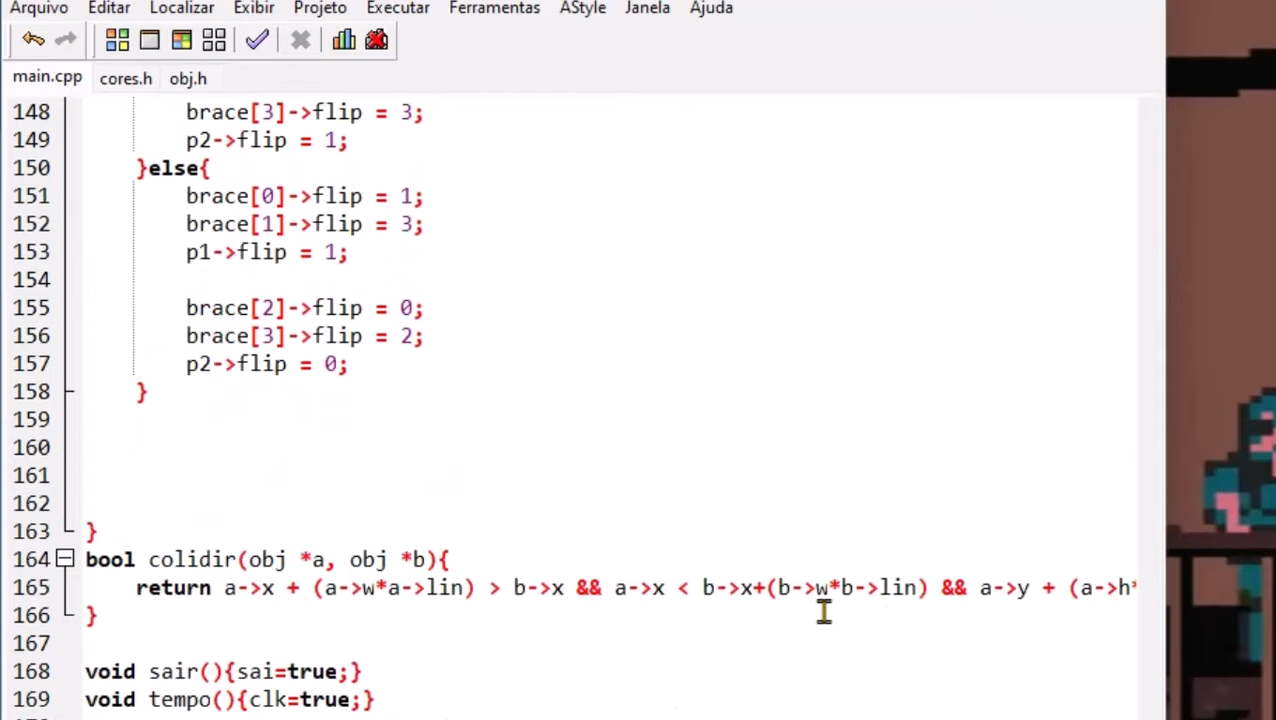 Arquivo Editar Localizar Exibir Projeto Executar Ferramentas AStyle Janela Ajuda
main.cpp cores.h obj.h
148 brace[3]->flip = 3;
149 p2->flip = 1;
150 }else{
151 brace[0]->flip = 1;
152 brace[1]->flip = 3;
153 p1->flip = 1;
154
155 brace[2]->flip = 0;
156 brace[3]->flip = 2;
157 p2->flip = 0;
158 }
159
160
161
162
163 }
164 bool colidir(obj *a, obj *b){
165 return a->x + (a->w*a->lin) > b->x && a->x < b->x+(b->w*b->lin) && a->y + (a->h*
166 }
167
168 void sair(){sai=true;}
169 void tempo(){clk=true;}